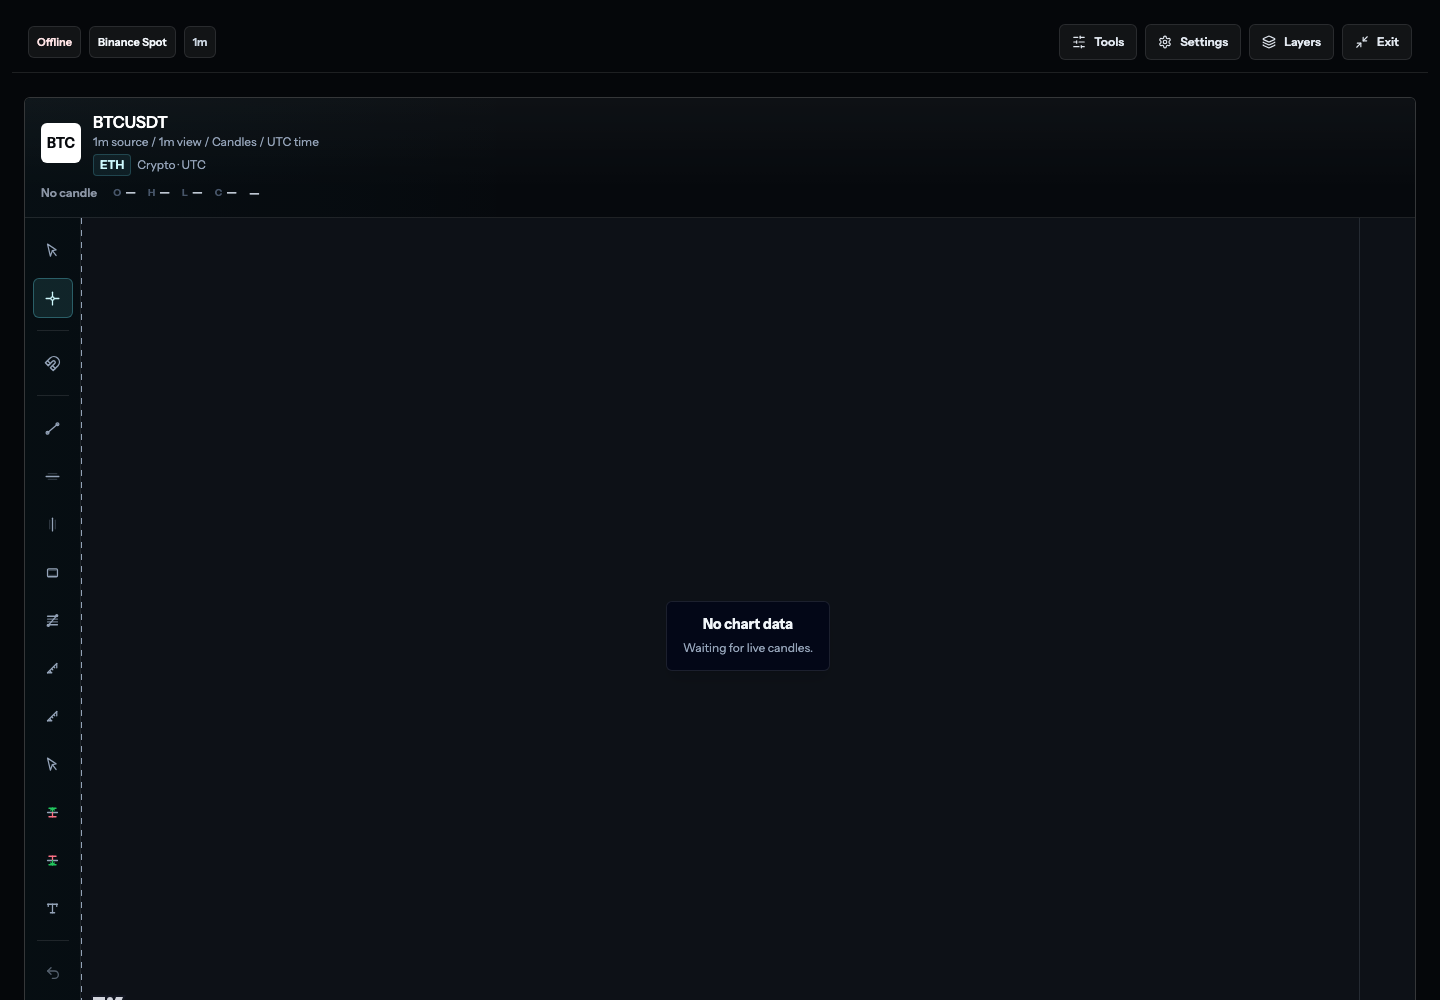 Offline Binance Spot 1m Tools Settings Layers Exit
BTC
BTCUSDT
1m source / 1m view / Candles / UTC time
ETH Crypto · UTC
No candle O — H — L — C — —
No chart data
Waiting for live candles.